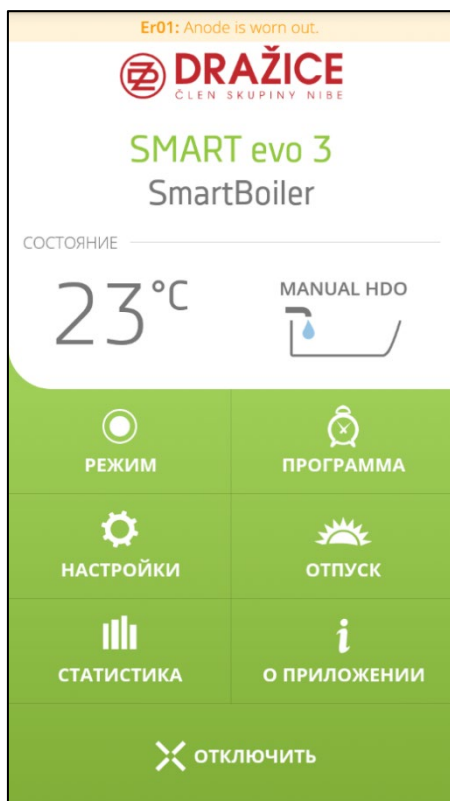 Er01: Anode is worn out.
DRAŽICE
ČLEN SKUPINY NIBE
SMART evo 3
SmartBoiler
СОСТОЯНИЕ
23°C
MANUAL HDO
РЕЖИМ
ПРОГРАММА
НАСТРОЙКИ
ОТПУСК
СТАТИСТИКА
О ПРИЛОЖЕНИИ
ОТКЛЮЧИТЬ